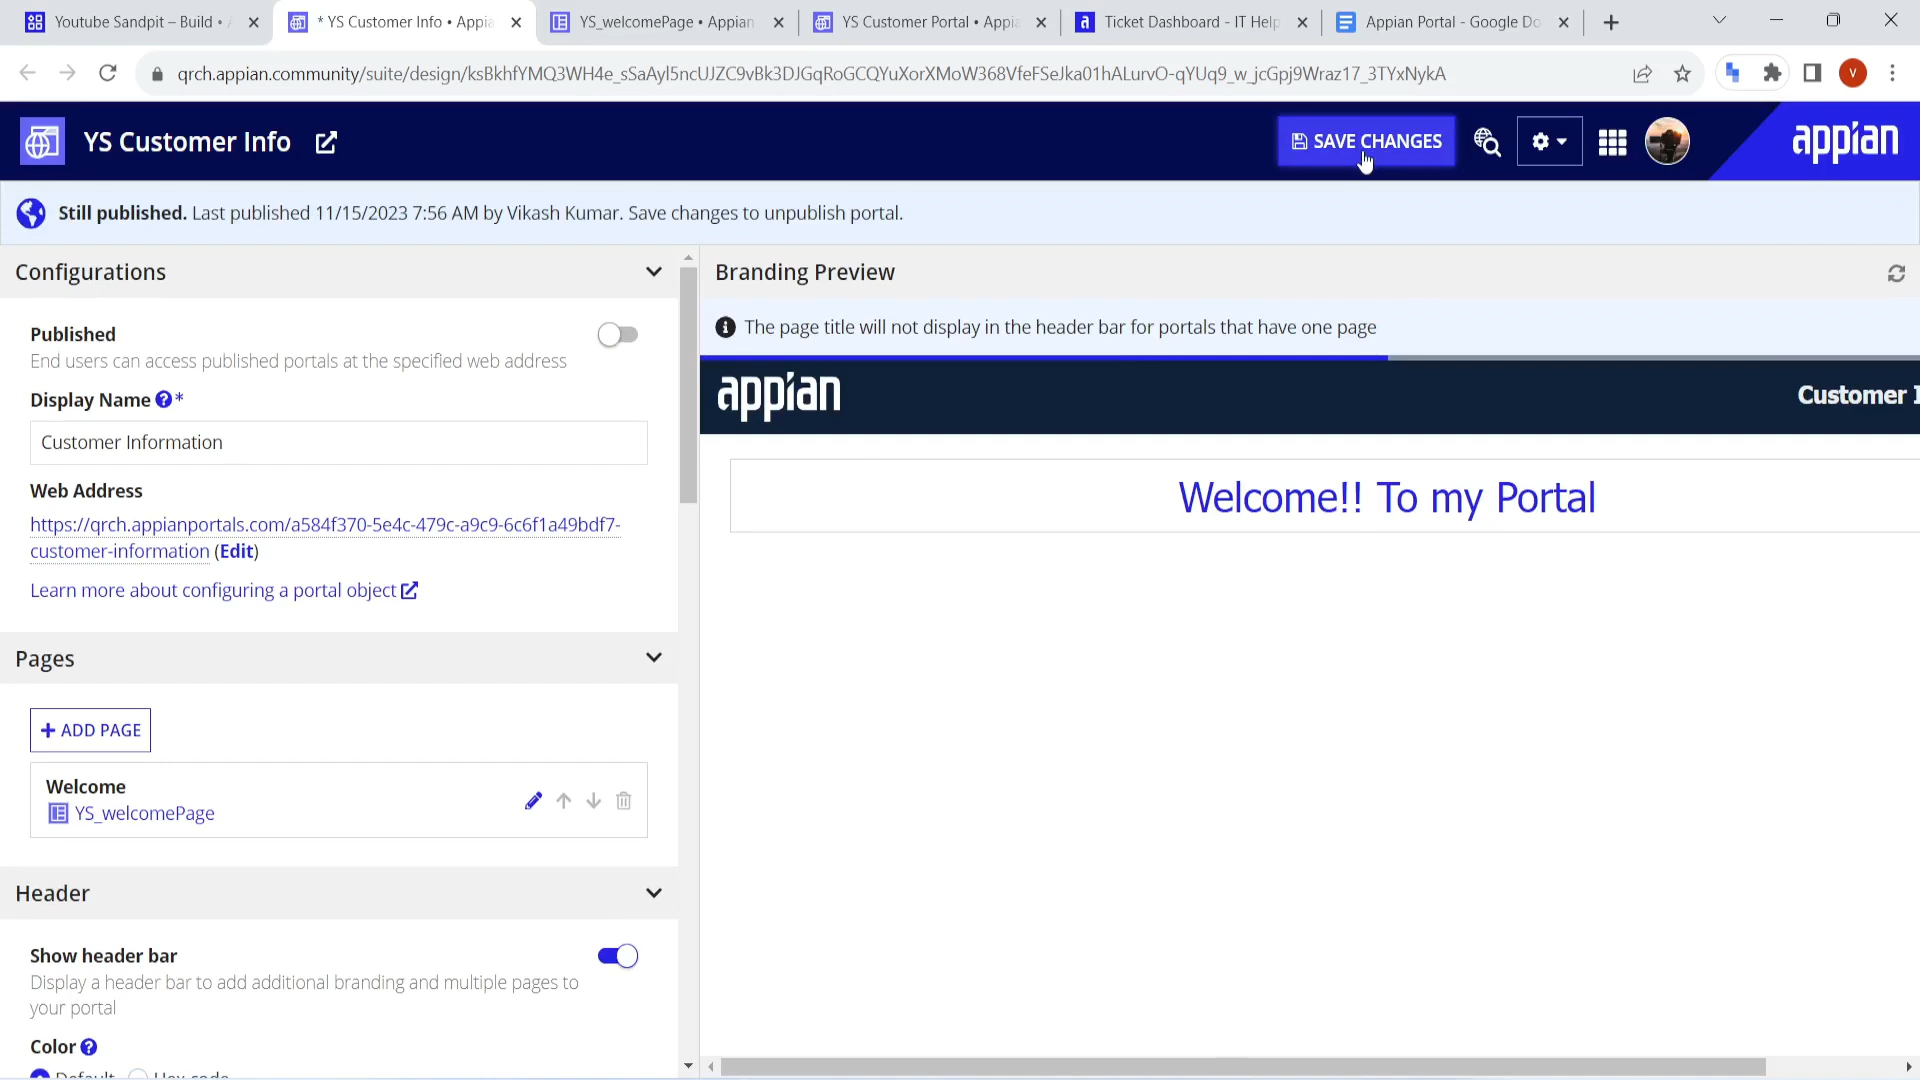 Youtube Sandpit – Build •
* YS Customer Info • Appia
YS_welcomePage • Appian
YS Customer Portal • Appia
Ticket Dashboard - IT Help
Appian Portal - Google Do
qrch.appian.community/suite/design/ksBkhfYMQ3WH4e_sSaAyl5ncUJZC9vBk3DJGqRoGCQYuXorXMoW368VfeFSeJka01hALurvO-qYUq9_w_jcGpj9Wraz17_3TYxNykA
V
YS Customer Info
SAVE CHANGES
appian
Still published. Last published 11/15/2023 7:56 AM by Vikash Kumar. Save changes to unpublish portal.
Configurations
Published
End users can access published portals at the specified web address
Display Name ? *
Customer Information
Web Address
https://qrch.appianportals.com/a584f370-5e4c-479c-a9c9-6c6f1a49bdf7-
customer-information (Edit)
Learn more about configuring a portal object
Pages
+ ADD PAGE
Welcome
YS_welcomePage
Header
Show header bar
Display a header bar to add additional branding and multiple pages to
your portal
Color ?
Default Hex code
Branding Preview
The page title will not display in the header bar for portals that have one page
appian
Customer I
Welcome!! To my Portal